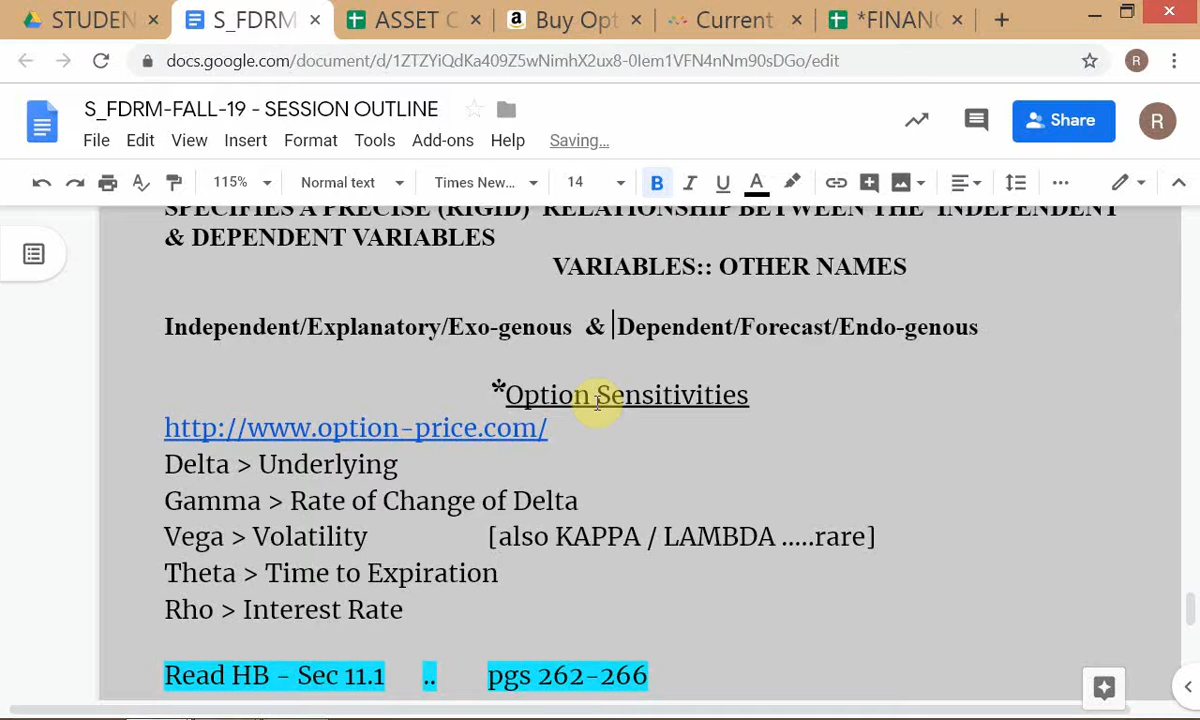 STUDEN × S_FDRM × ASSET C × a Buy Opt × Current × *FINANC × +
docs.google.com/document/d/1ZTZYiQdKa409Z5wNimhX2ux8-0Iem1VFN4nNm90sDGo/edit R
S_FDRM-FALL-19 - SESSION OUTLINE
Share R
File Edit View Insert Format Tools Add-ons Help Saving...
115% Normal text Times New... 14 B I U A
SPECIFIES A PRECISE (RIGID) RELATIONSHIP BETWEEN THE INDEPENDENT
& DEPENDENT VARIABLES
VARIABLES:: OTHER NAMES
Independent/Explanatory/Exo-genous & Dependent/Forecast/Endo-genous
*Option Sensitivities
http://www.option-price.com/
Delta > Underlying
Gamma > Rate of Change of Delta
Vega > Volatility [also KAPPA / LAMBDA .....rare]
Theta > Time to Expiration
Rho > Interest Rate
Read HB - Sec 11.1 .. pgs 262-266